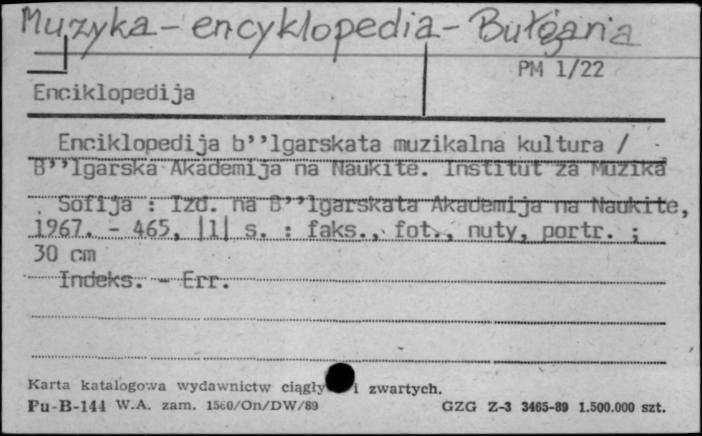 Muzyka - encyklopedia - Bułgaria
PM 1/22
Enciklopedija
Enciklopedija b’’lgarskata muzikalna kultura /
B’’lgarska Akademija na Naukite. Institut za Muzika
. Sofija : Izd. na B’’lgarskata Akademija na Naukite,
1967. - 465, |1| s. : faks., fot., nuty, portr. ;
30 cm
Indeks. - Err.
Karta katalogowa wydawnictw i zwartych.
Pu-B-144 W.A. zam. 1560/On/DW/89 GZG Z-3 3465-89 1.500.000 szt.